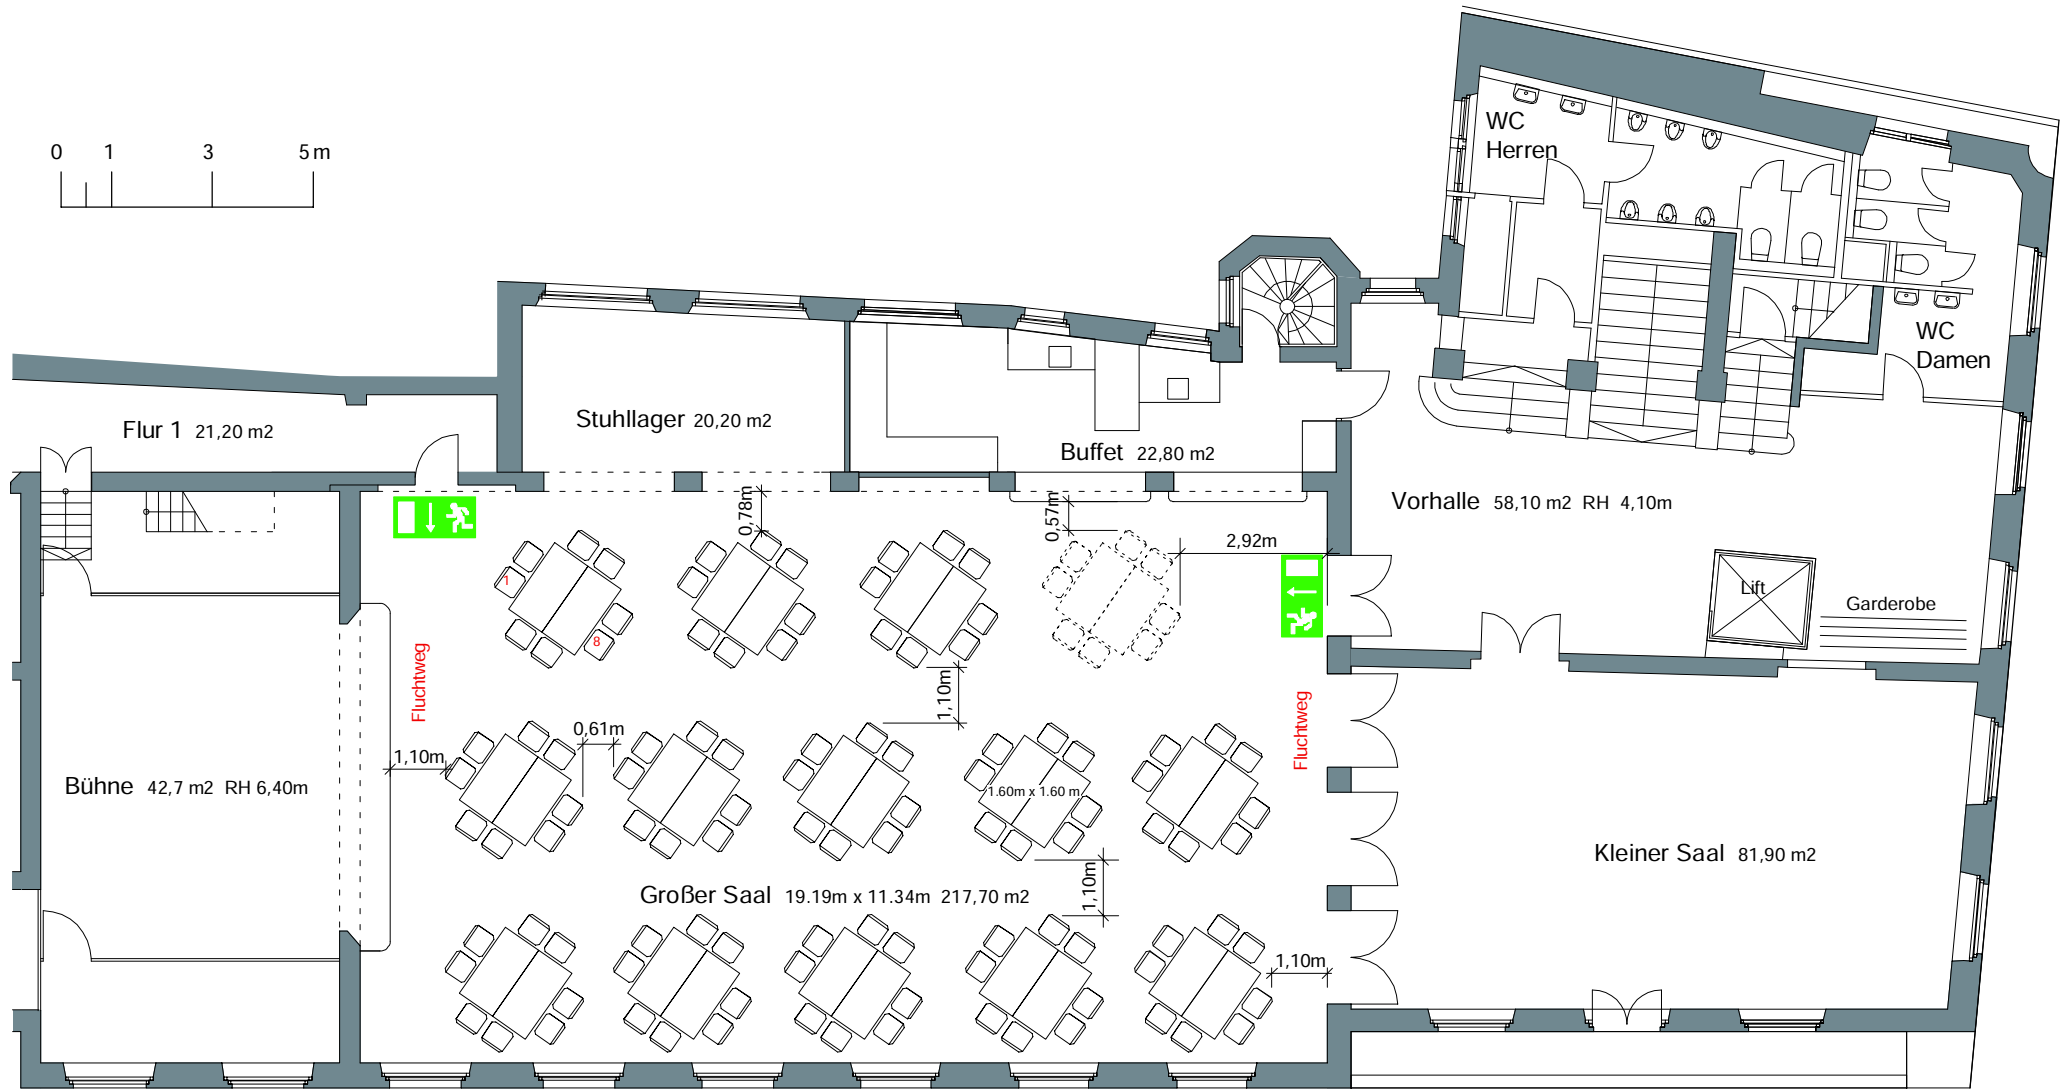 0 1 3 5 m
WC
Herren
WC
Damen
Flur 1 21,20 m2
Stuhllager 20,20 m2
Buffet 22,80 m2
Vorhalle 58,10 m2 RH 4,10m
0,78m
0,57m
2,92m
1
8
Lift
Garderobe
Fluchtweg
1,10m
Fluchtweg
0,61m
1,10m
Bühne 42,7 m2 RH 6,40m
1.60m x 1.60 m
Kleiner Saal 81,90 m2
1,10m
Großer Saal 19.19m x 11.34m 217,70 m2
1,10m